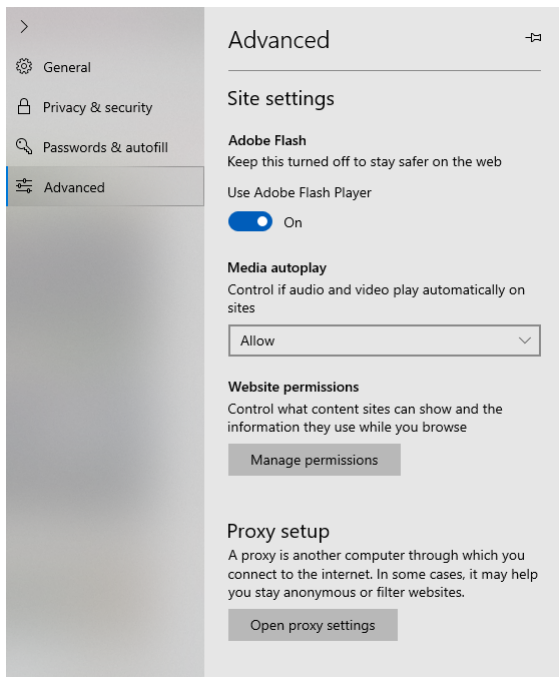 General
Privacy & security
Passwords & autofill
Advanced
Advanced
Site settings
Adobe Flash
Keep this turned off to stay safer on the web
Use Adobe Flash Player
On
Media autoplay
Control if audio and video play automatically on
sites
Allow
Website permissions
Control what content sites can show and the
information they use while you browse
Manage permissions
Proxy setup
A proxy is another computer through which you
connect to the internet. In some cases, it may help
you stay anonymous or filter websites.
Open proxy settings